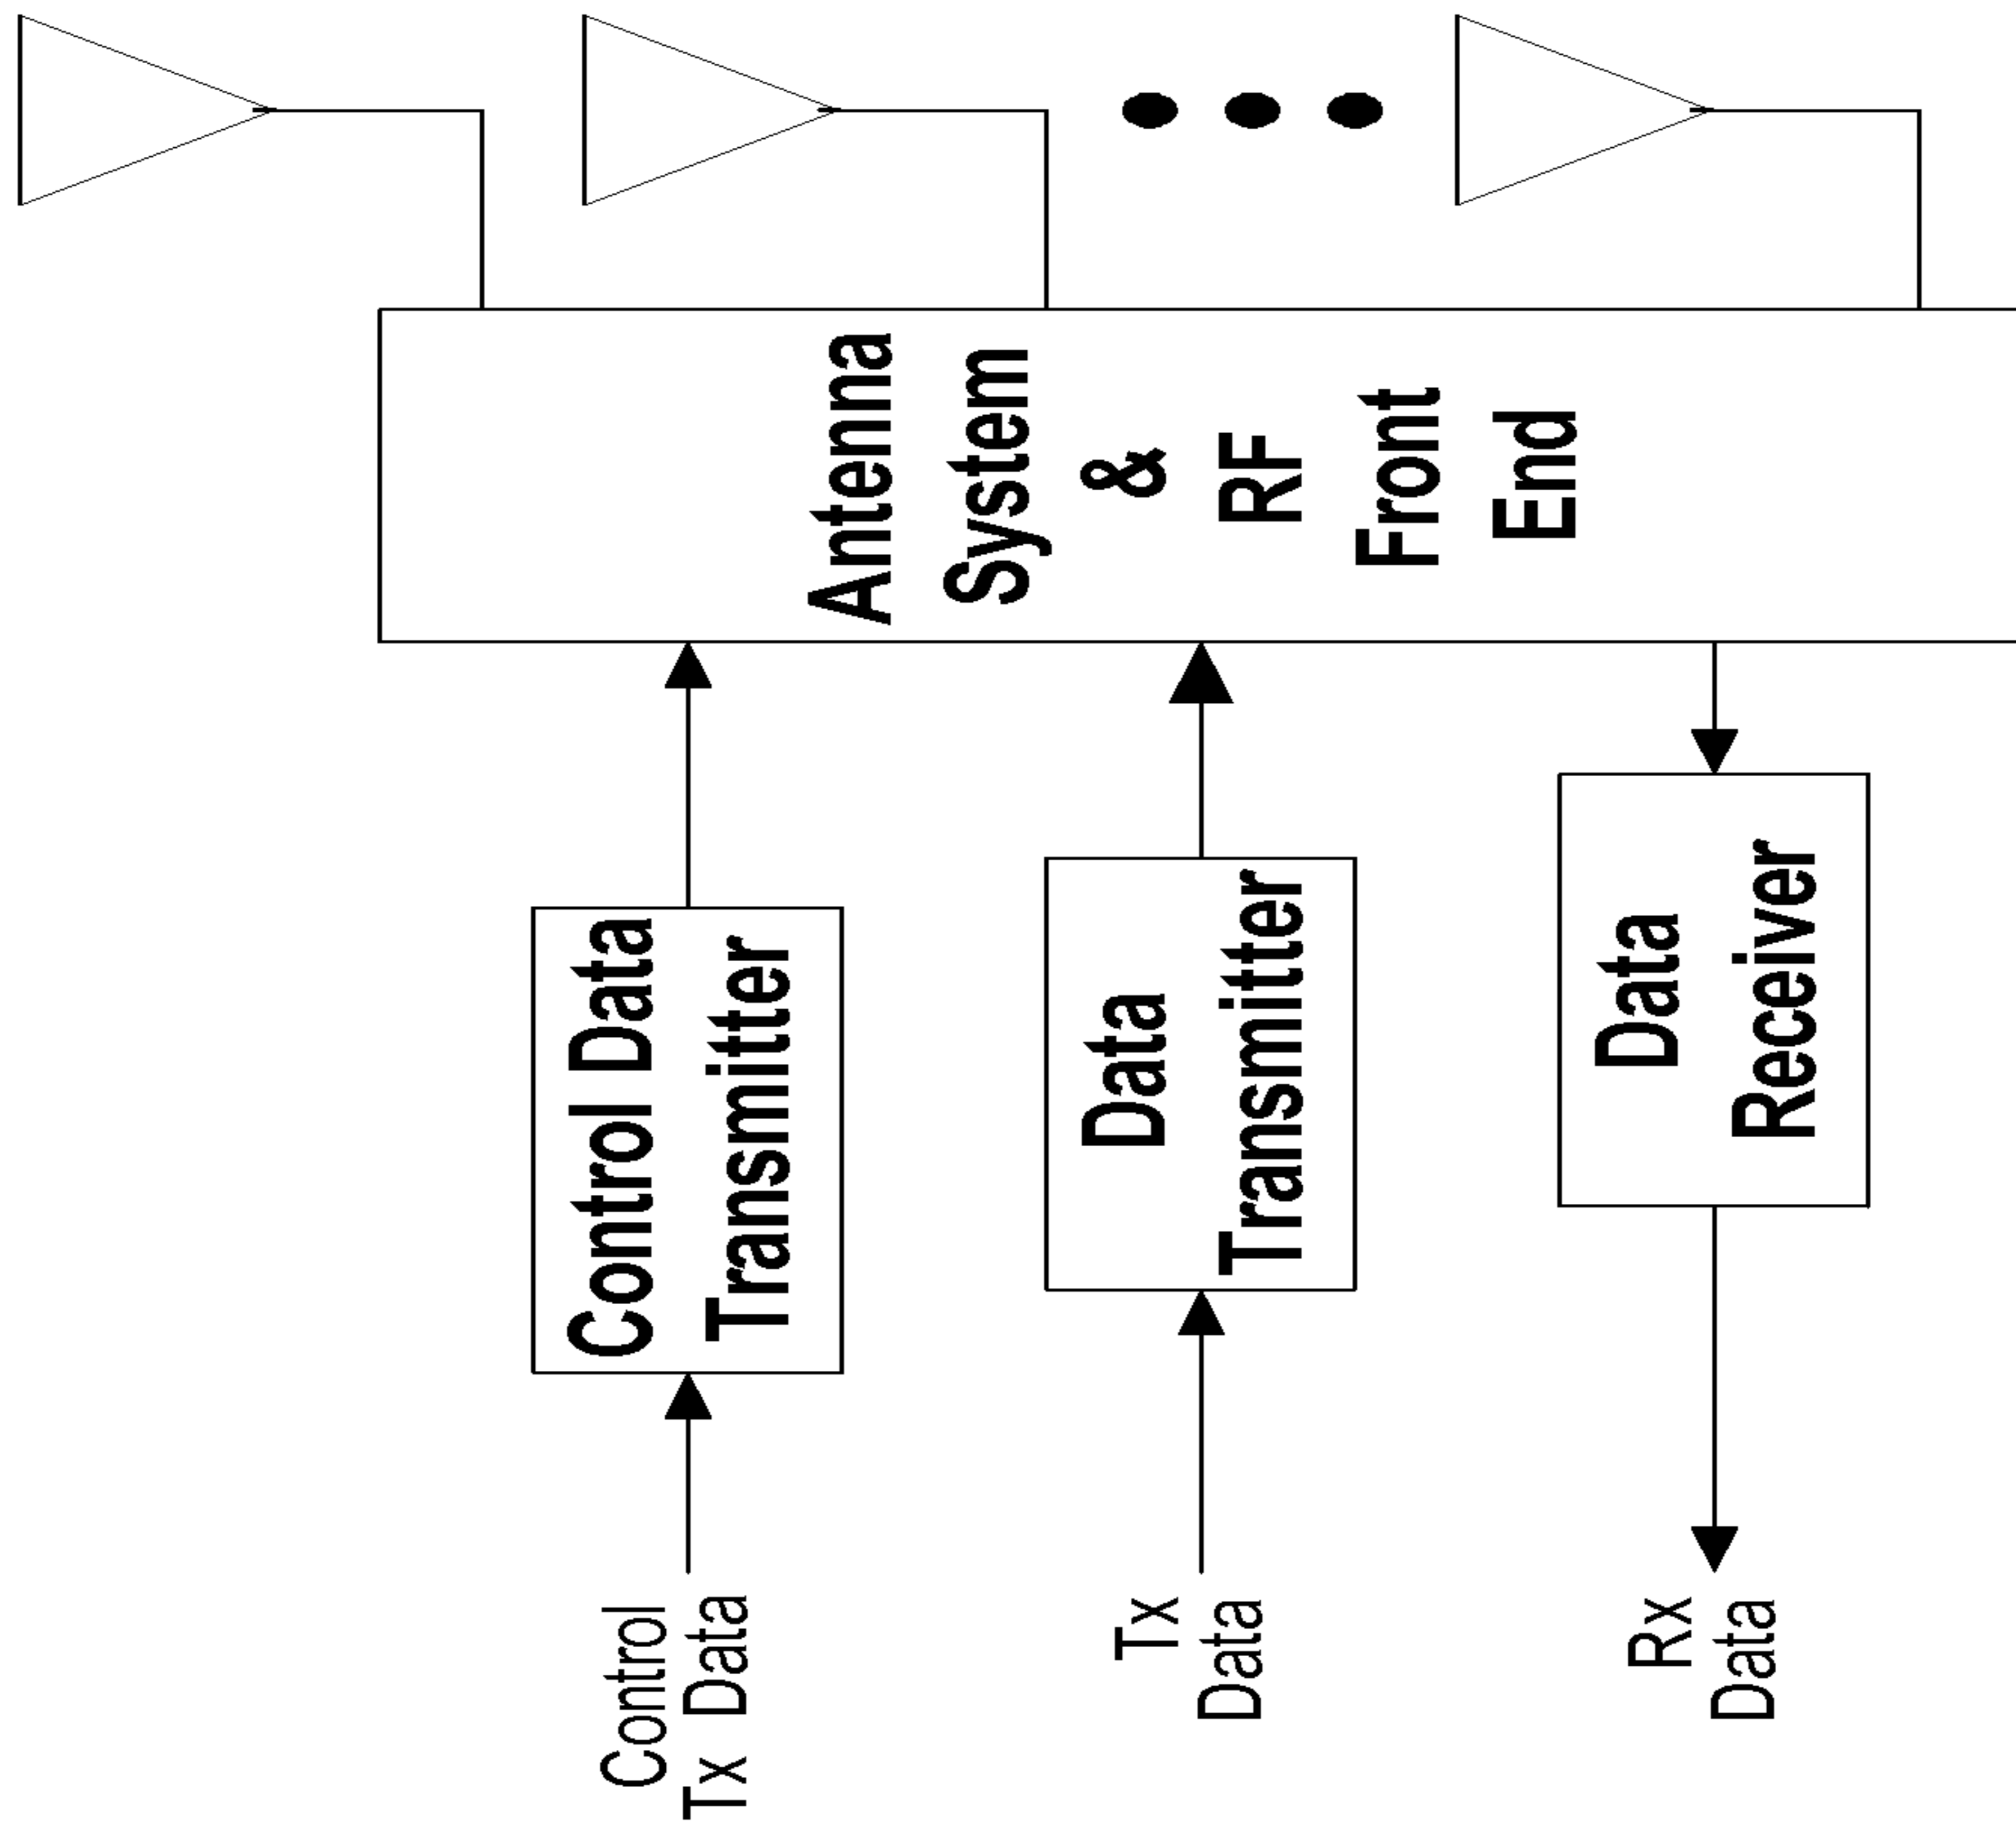 Antenna
System
&
RF
Front
End
Control Data
Transmitter
Data
Transmitter
Data
Receiver
Control
Tx Data
Tx
Data
Rx
Data